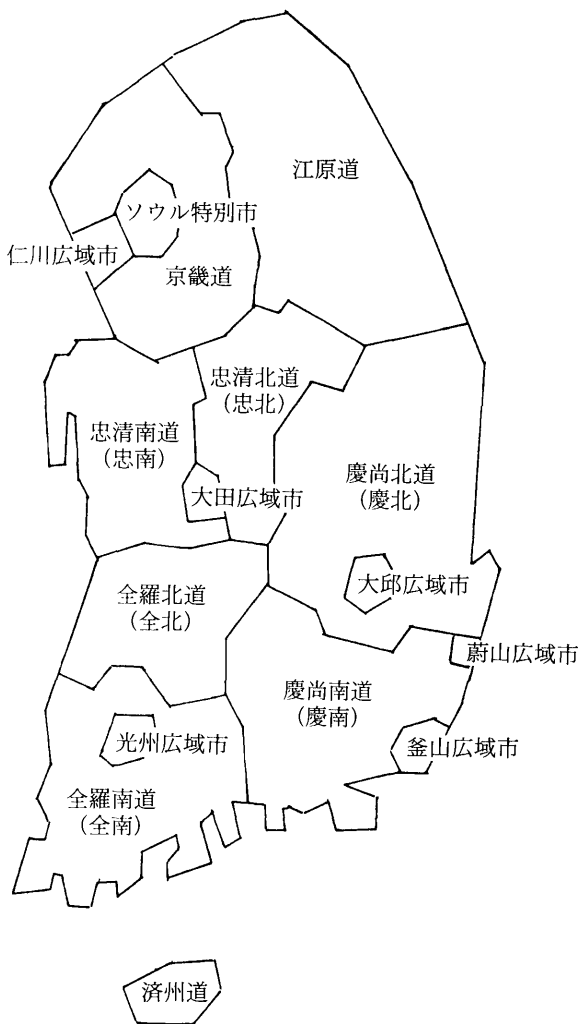 江原道
ソウル特別市
仁川広域市
京畿道
忠清北道
(忠北)
忠清南道
(忠南)
慶尚北道
(慶北)
大田広域市
大邱広域市
全羅北道
(全北)
蔚山広域市
慶尚南道
(慶南)
光州広域市
釜山広域市
全羅南道
(全南)
済州道